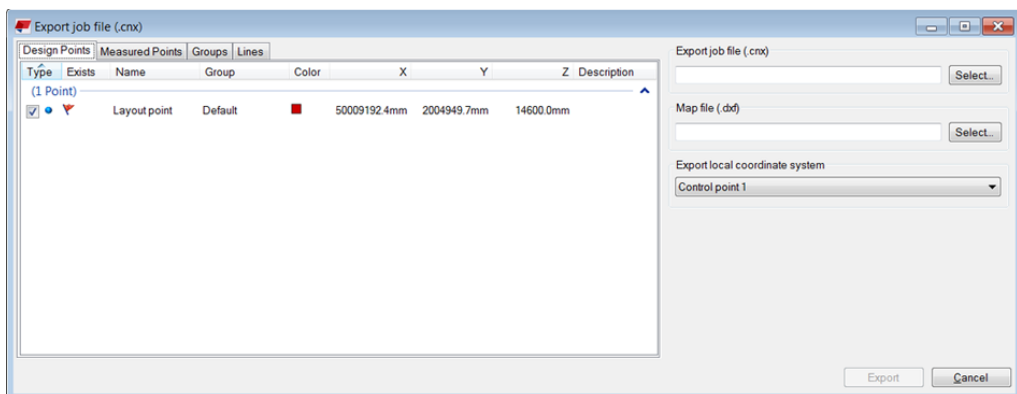 Export job file (.cnx)
Design Points Measured Points Groups Lines
Type Exists Name Group Color X Y Z Description
(1 Point)
Layout point Default 50009192.4mm 2004949.7mm 14600.0mm
Export job file (.cnx)
Select...
Map file (.dxf)
Select...
Export local coordinate system
Control point 1
Export Cancel